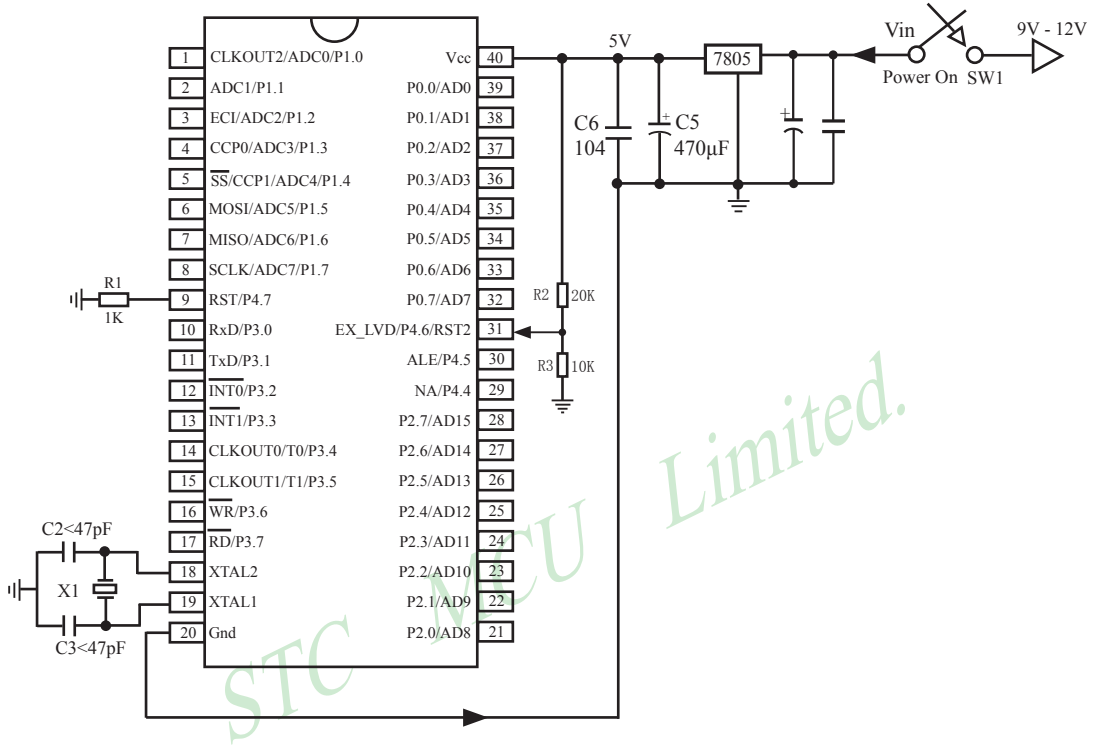 1 CLKOUT2/ADC0/P1.0
2 ADC1/P1.1
3 ECI/ADC2/P1.2
4 CCP0/ADC3/P1.3
5 SS/CCP1/ADC4/P1.4
6 MOSI/ADC5/P1.5
7 MISO/ADC6/P1.6
8 SCLK/ADC7/P1.7
9 RST/P4.7
10 RxD/P3.0
11 TxD/P3.1
12 INT0/P3.2
13 INT1/P3.3
14 CLKOUT0/T0/P3.4
15 CLKOUT1/T1/P3.5
16 WR/P3.6
17 RD/P3.7
18 XTAL2
19 XTAL1
20 Gnd
Vcc 40
P0.0/AD0 39
P0.1/AD1 38
P0.2/AD2 37
P0.3/AD3 36
P0.4/AD4 35
P0.5/AD5 34
P0.6/AD6 33
P0.7/AD7 32
EX_LVD/P4.6/RST2 31
ALE/P4.5 30
NA/P4.4 29
P2.7/AD15 28
P2.6/AD14 27
P2.5/AD13 26
P2.4/AD12 25
P2.3/AD11 24
P2.2/AD10 23
P2.1/AD9 22
P2.0/AD8 21
R1
1K
C2<47pF
X1
C3<47pF
5V
7805
Vin
9V - 12V
Power On SW1
+
+
C6
104
C5
470μF
R2 20K
R3 10K
STC MCU Limited.